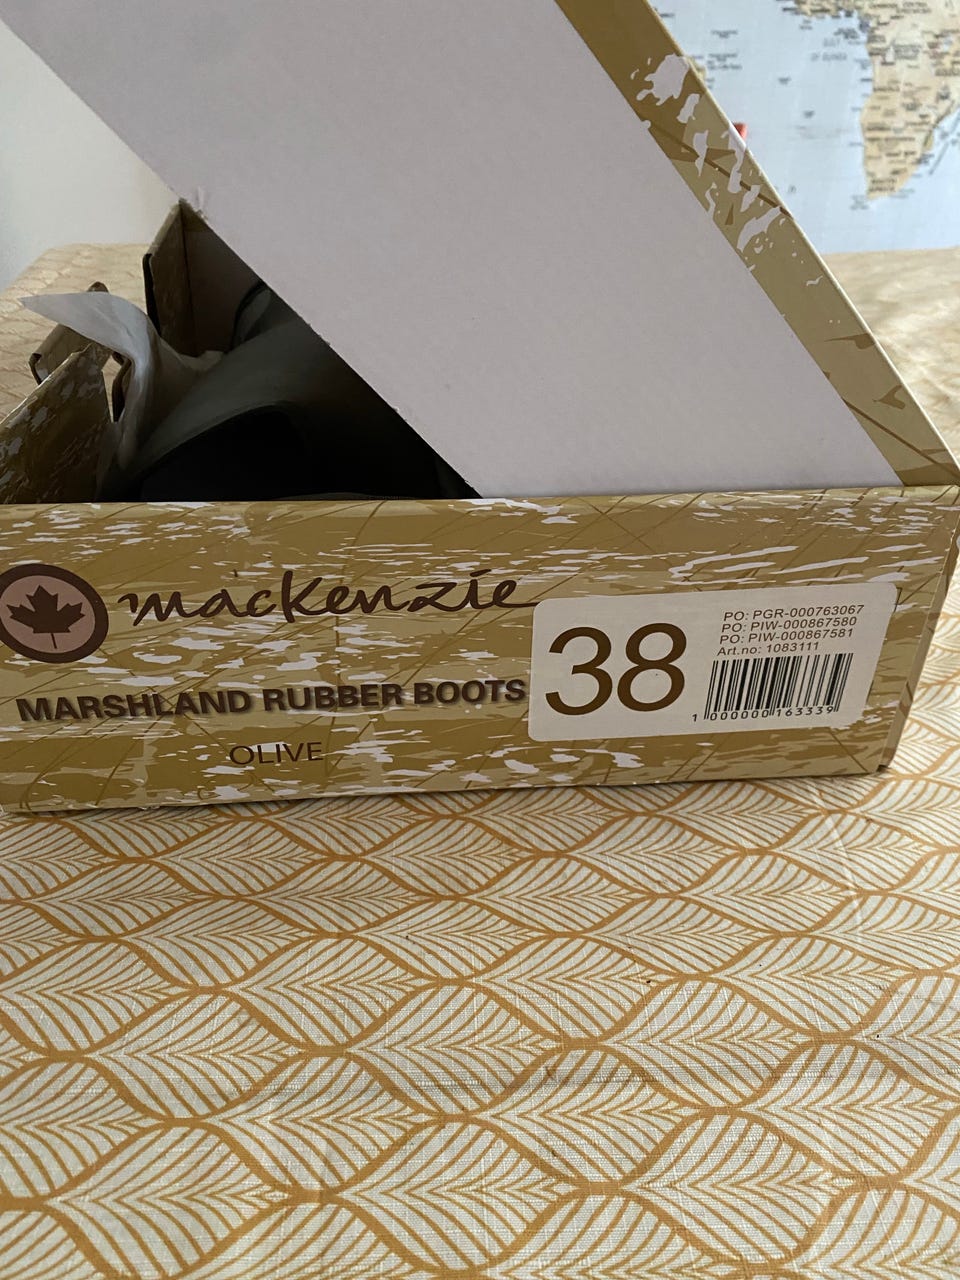 mackenzie
MARSHLAND RUBBER BOOTS
OLIVE
38
PO: PGR-000763067
PO: PIW-000867580
PO: PIW-000867581
Art.no: 1083111
1 000000 163339